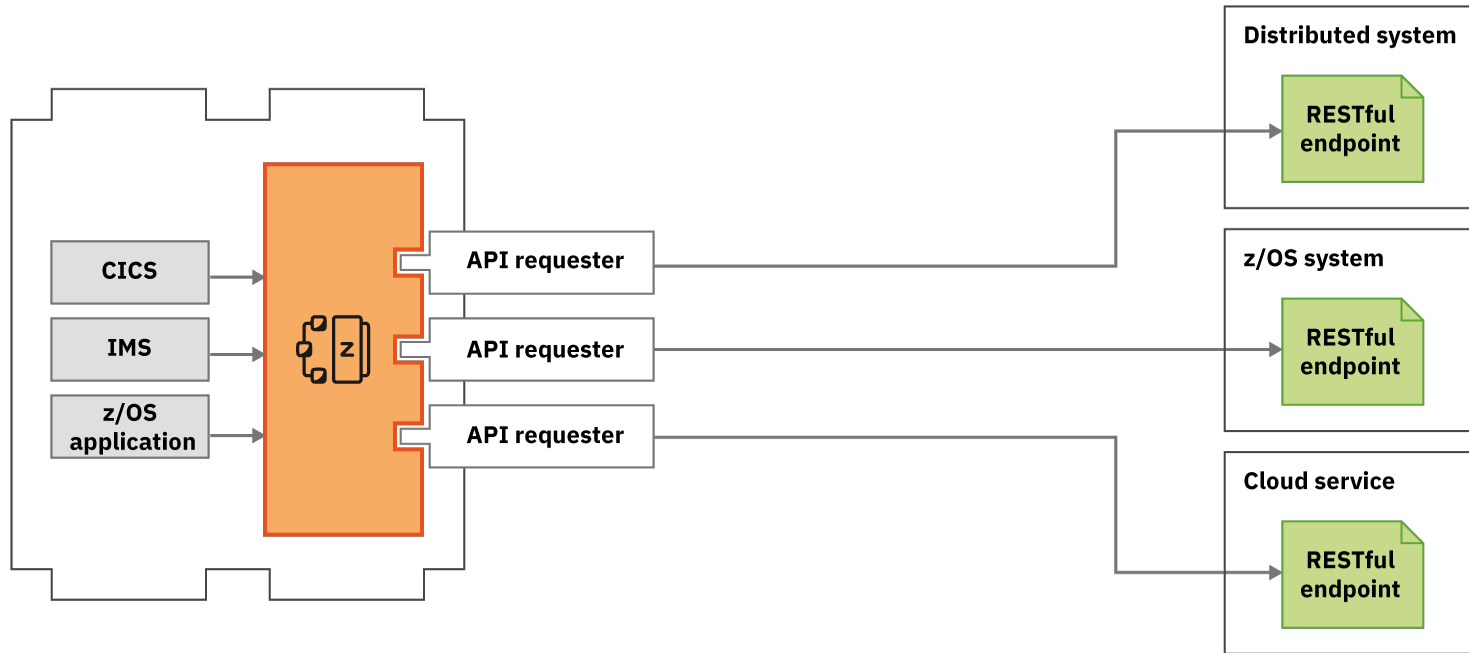 Distributed system
RESTful
endpoint
CICS
IMS
z/OS
application
Z
API requester
API requester
API requester
z/OS system
RESTful
endpoint
Cloud service
RESTful
endpoint